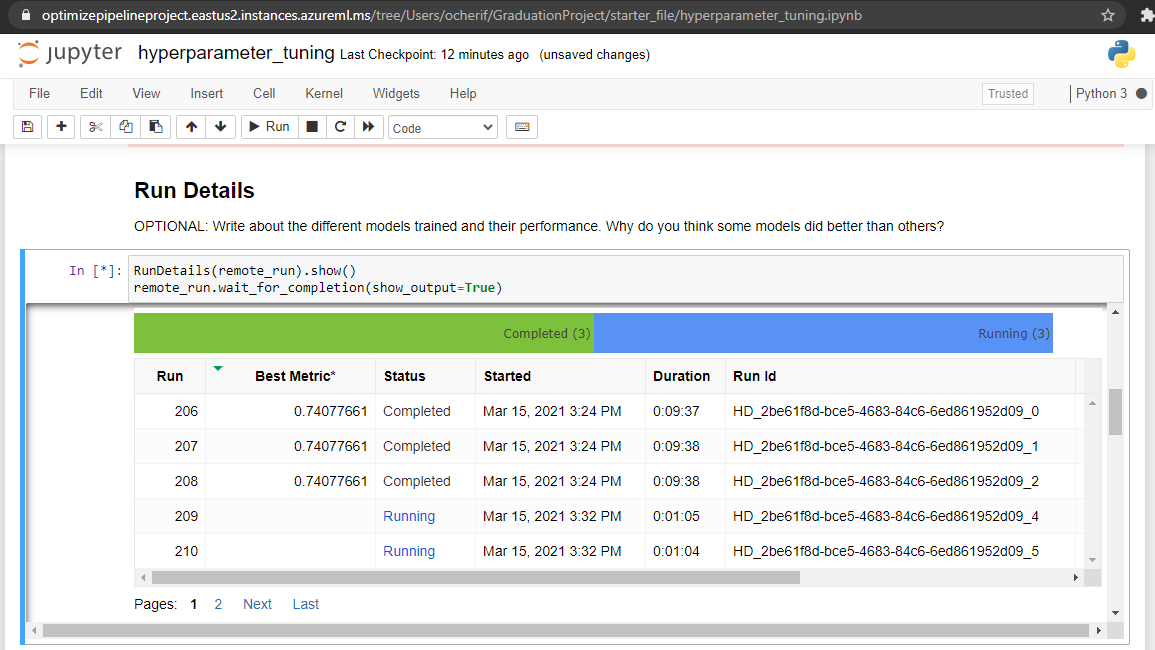 optimizepipelineproject.eastus2.instances.azureml.ms/tree/Users/ocherif/GraduationProject/starter_file/hyperparameter_tuning.ipynb
jupyter hyperparameter_tuning Last Checkpoint: 12 minutes ago (unsaved changes)
File Edit View Insert Cell Kernel Widgets Help Trusted Python 3
Run Code
Run Details
OPTIONAL: Write about the different models trained and their performance. Why do you think some models did better than others?
In [*]: RunDetails(remote_run).show()
remote_run.wait_for_completion(show_output=True)
Completed (3) Running (3)
Run Best Metric* Status Started Duration Run Id
206 0.74077661 Completed Mar 15, 2021 3:24 PM 0:09:37 HD_2be61f8d-bce5-4683-84c6-6ed861952d09_0
207 0.74077661 Completed Mar 15, 2021 3:24 PM 0:09:38 HD_2be61f8d-bce5-4683-84c6-6ed861952d09_1
208 0.74077661 Completed Mar 15, 2021 3:24 PM 0:09:38 HD_2be61f8d-bce5-4683-84c6-6ed861952d09_2
209 Running Mar 15, 2021 3:32 PM 0:01:05 HD_2be61f8d-bce5-4683-84c6-6ed861952d09_4
210 Running Mar 15, 2021 3:32 PM 0:01:04 HD_2be61f8d-bce5-4683-84c6-6ed861952d09_5
Pages: 1 2 Next Last